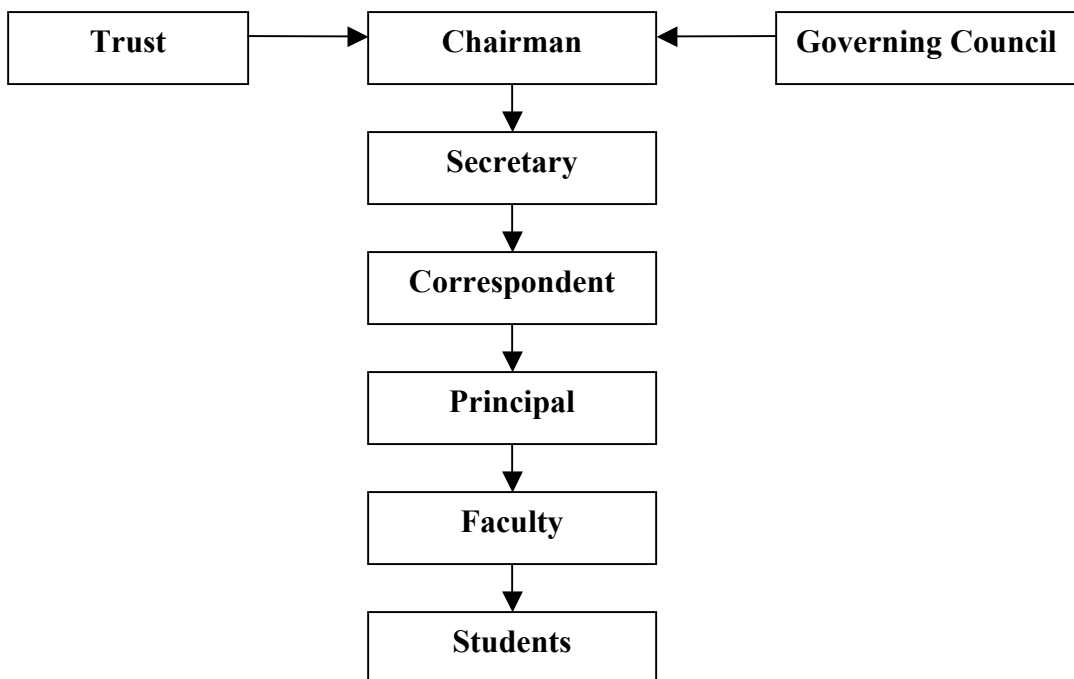 Trust
Chairman
Governing Council
Secretary
Correspondent
Principal
Faculty
Students